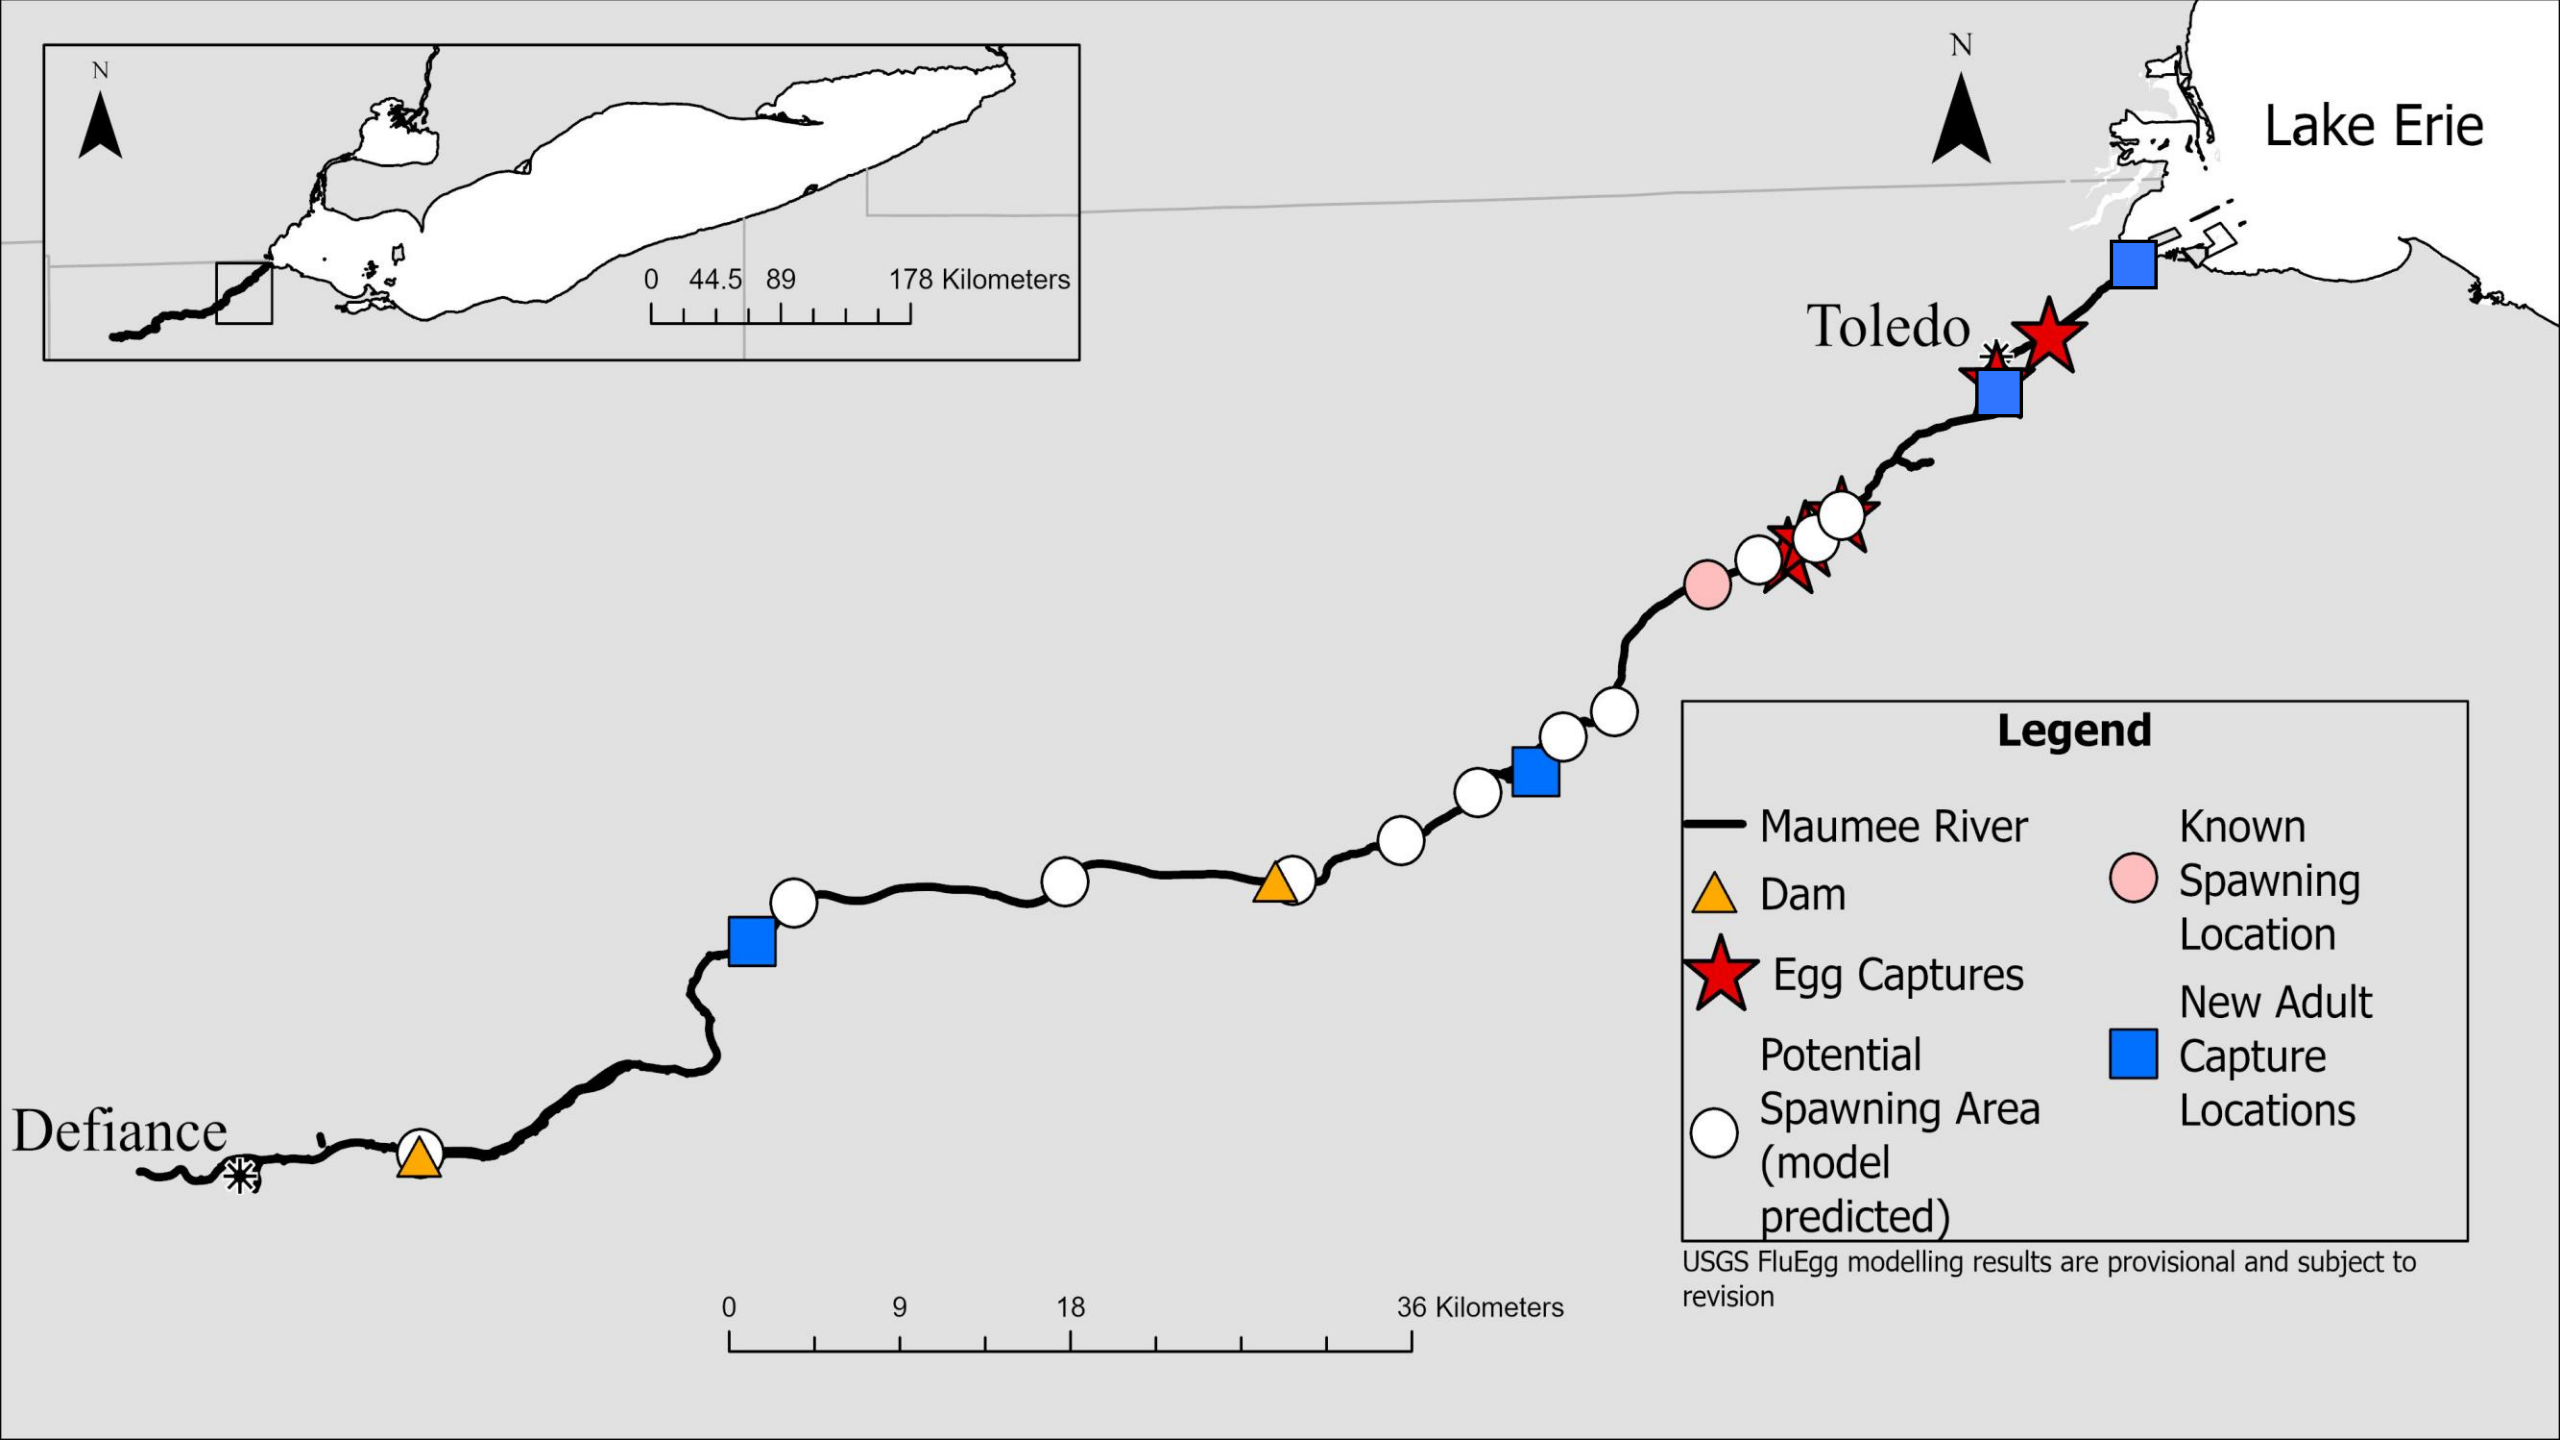 N
0 44.5 89 178 Kilometers
N
Lake Erie
Toledo
Defiance
Legend
Maumee River
Dam
Egg Captures
Potential
Spawning Area
(model
predicted)
Known
Spawning
Location
New Adult
Capture
Locations
USGS FluEgg modelling results are provisional and subject to
revision
0 9 18 36 Kilometers